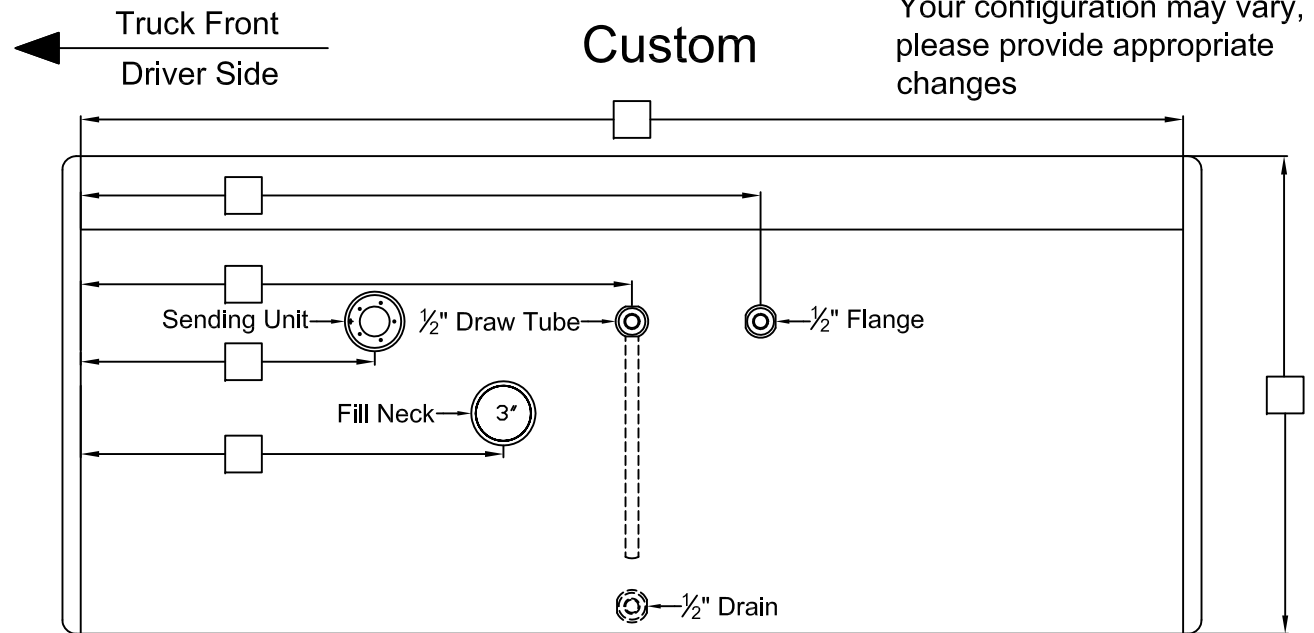 Truck Front
Driver Side
Custom
Your configuration may vary,
please provide appropriate
changes
Sending Unit
½" Draw Tube
½" Flange
Fill Neck
3"
½" Drain